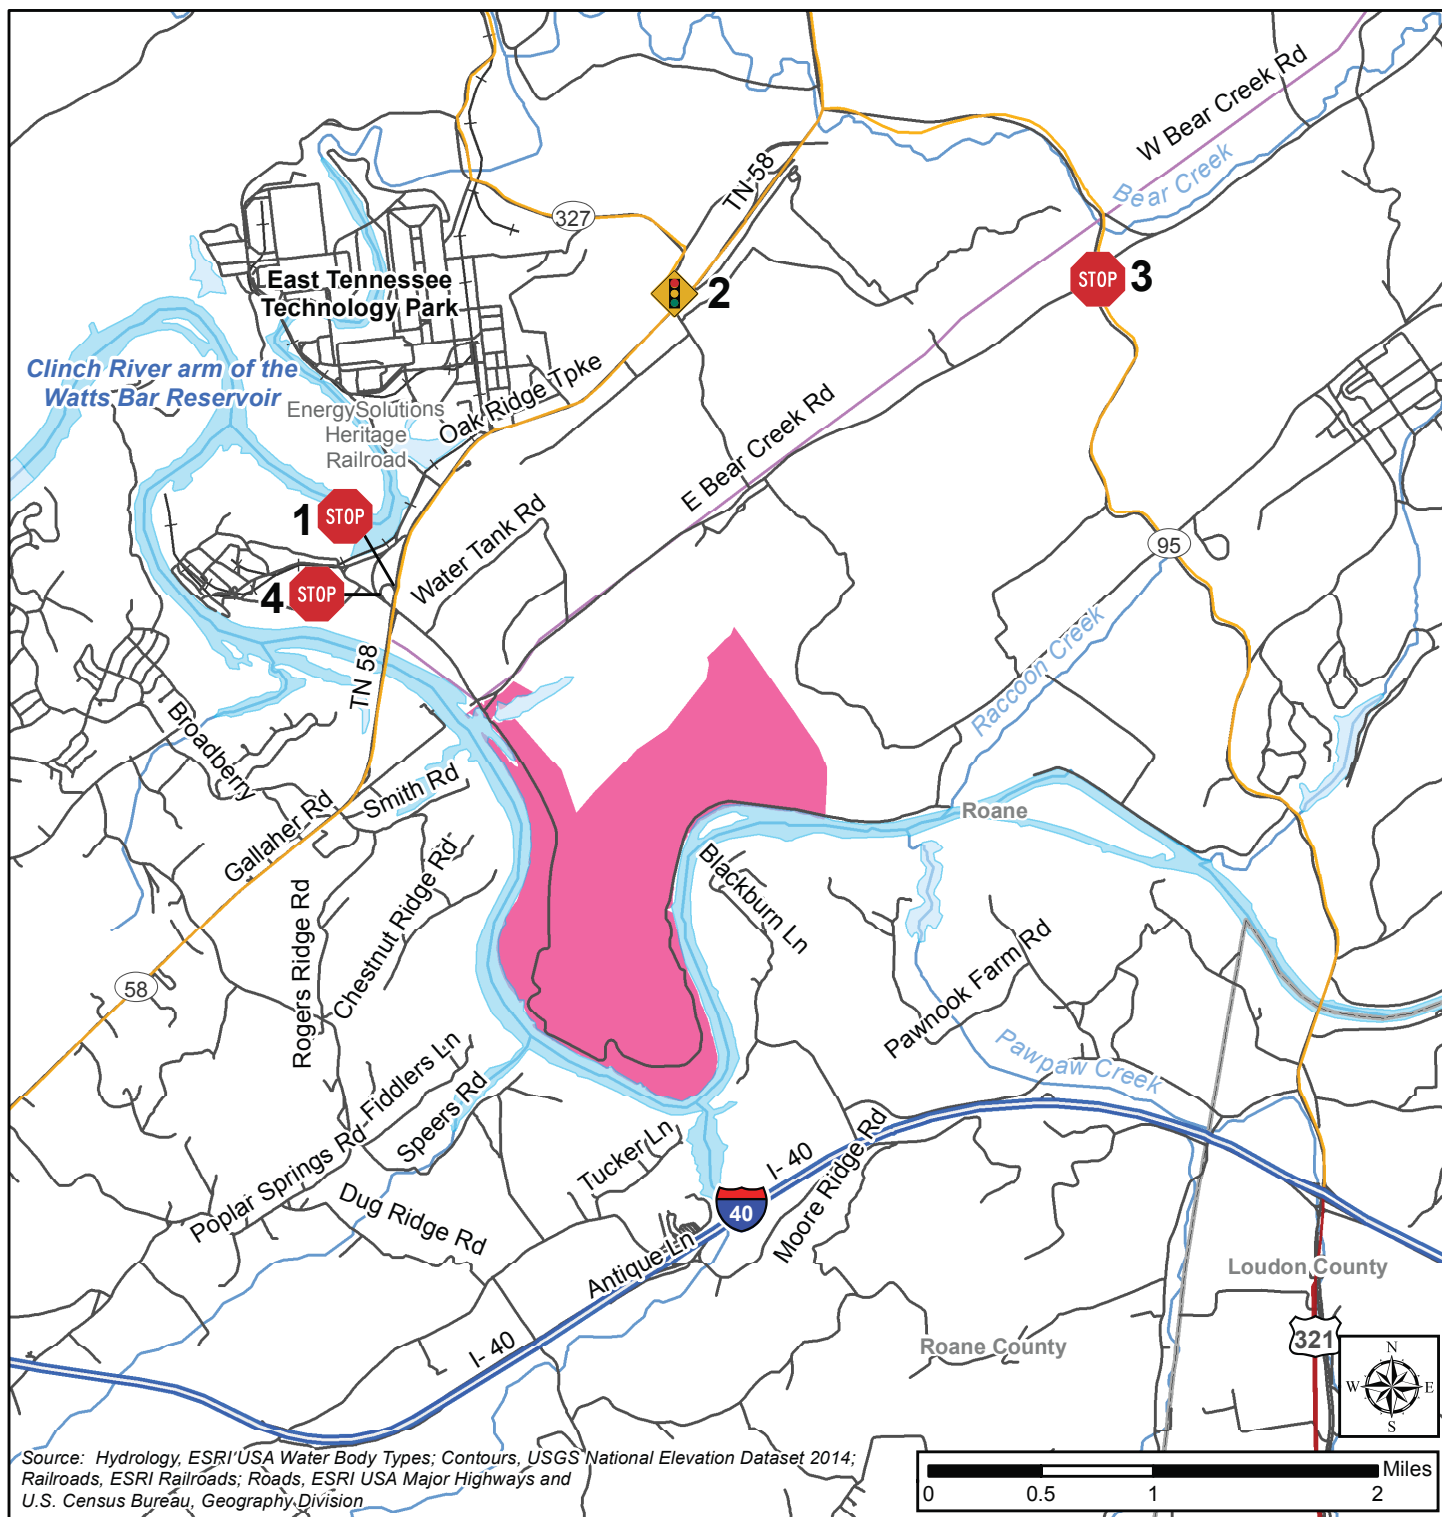 W Bear Creek Rd
Bear Creek
TN-58
327
STOP
3
2
East Tennessee
Technology Park
Clinch River arm of the
Watts Bar Reservoir
EnergySolutions
Heritage
Railroad
Oak Ridge Tpke
E Bear Creek Rd
1
STOP
4
STOP
Water Tank Rd
95
Raccoon Creek
TN 58
Broadberry
Smith Rd
Gallaher Rd
Roane
Blackburn Ln
Chestnut Ridge Rd
Rogers Ridge Rd
58
Pawnook Farm Rd
Pawpaw Creek
Fiddlers Ln
Speers Rd
Poplar Springs Rd
Tucker Ln
Dug Ridge Rd
I- 40
Moore Ridge Rd
40
Antique Ln
I- 40
Loudon County
Roane County
321
N
W
E
S
Source: Hydrology, ESRI USA Water Body Types; Contours, USGS National Elevation Dataset 2014;
Railroads, ESRI Railroads; Roads, ESRI USA Major Highways and
U.S. Census Bureau, Geography Division
Miles
0 0.5 1 2